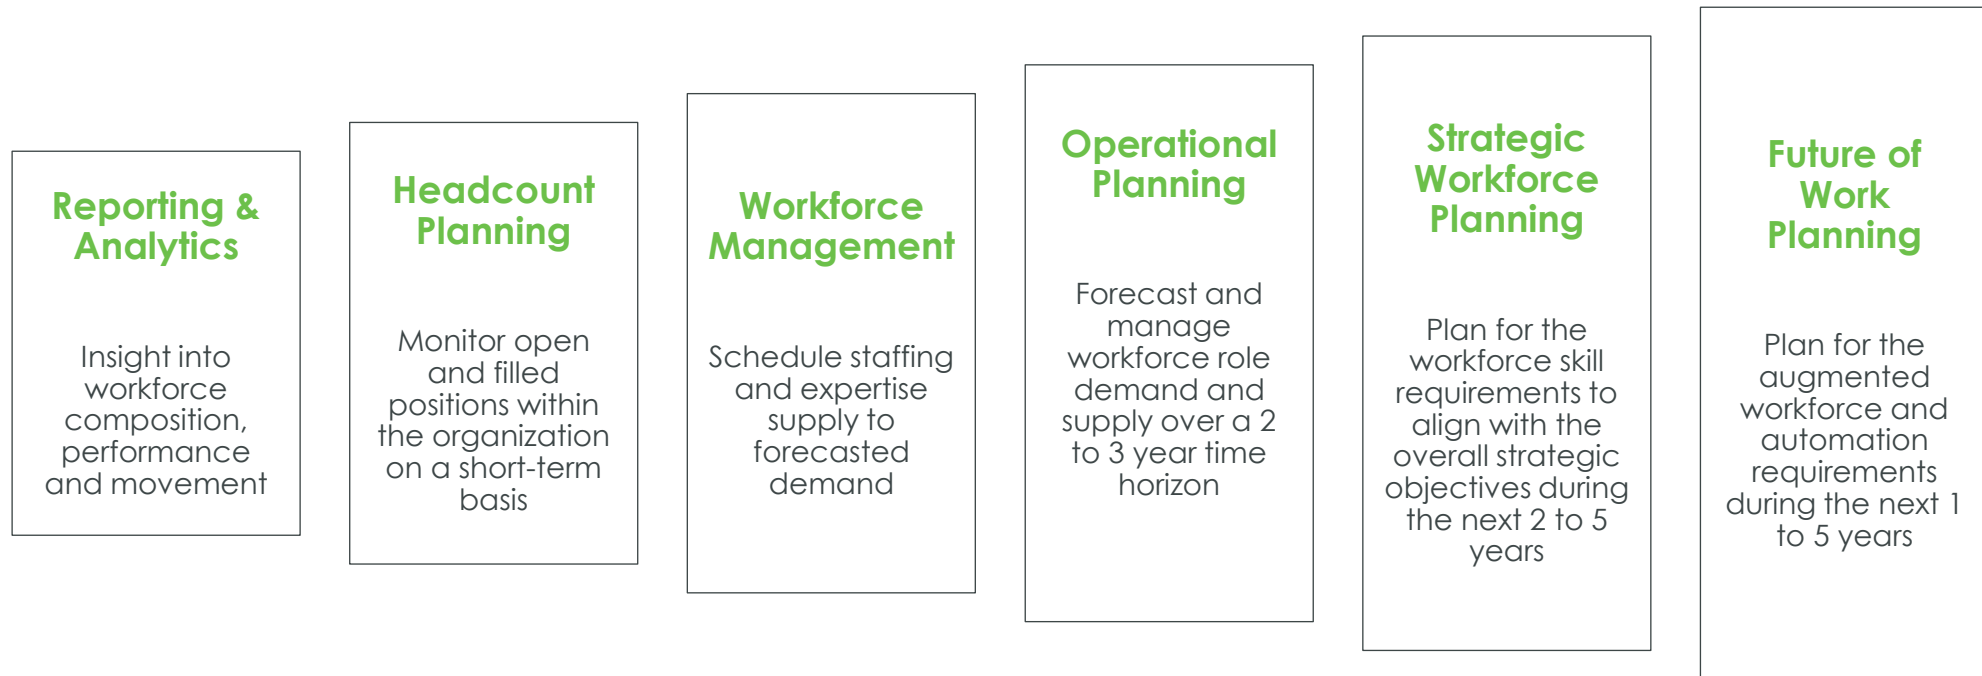 Reporting &
Analytics
Insight into
workforce
composition,
performance
and movement
Headcount
Planning
Monitor open
and filled
positions within
the organization
on a short-term
basis
Workforce
Management
Schedule staffing
and expertise
supply to
forecasted
demand
Operational
Planning
Forecast and
manage
workforce role
demand and
supply over a 2
to 3 year time
horizon
Strategic
Workforce
Planning
Plan for the
workforce skill
requirements to
align with the
overall strategic
objectives during
the next 2 to 5
years
Future of
Work
Planning
Plan for the
augmented
workforce and
automation
requirements
during the next 1
to 5 years